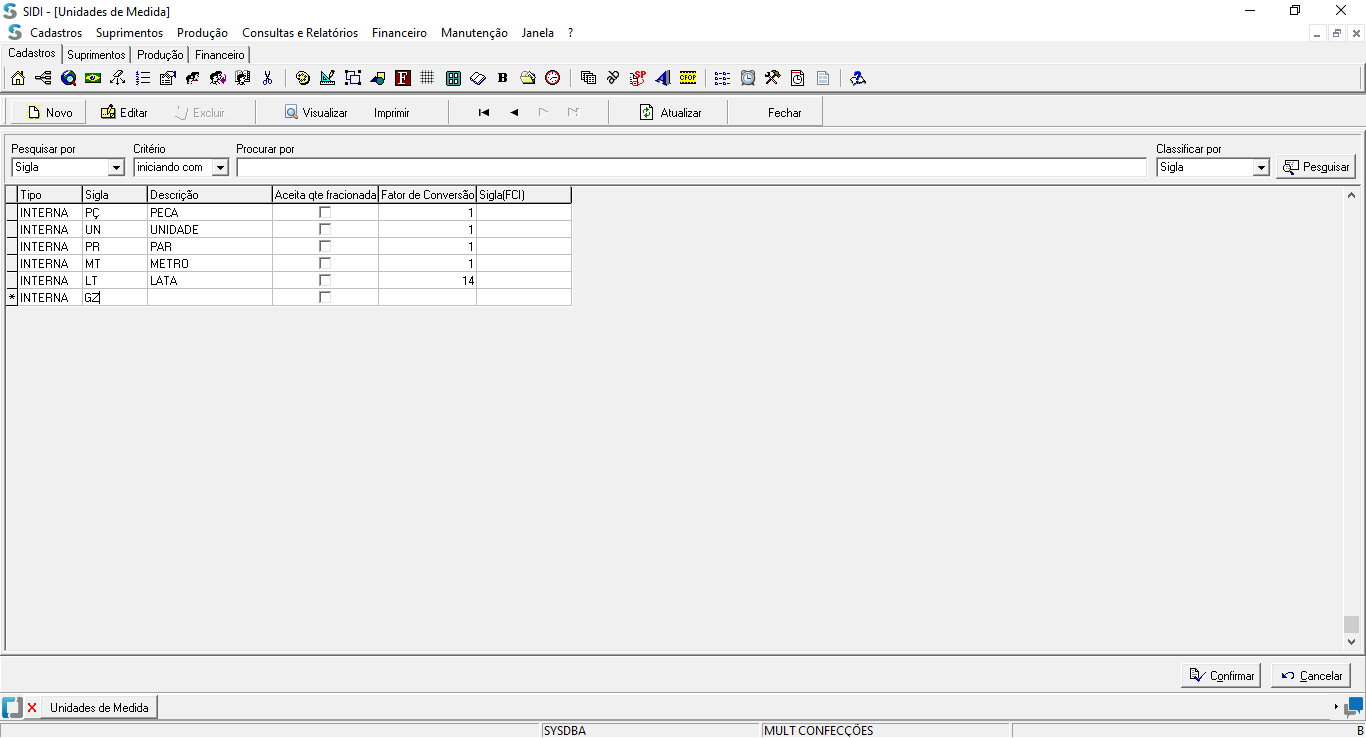 SIDI - [Unidades de Medida]
Cadastros Suprimentos Produção Consultas e Relatórios Financeiro Manutenção Janela ?
Cadastros Suprimentos Produção Financeiro
F B SP CFOP
Novo Editar Excluir Visualizar Imprimir Atualizar Fechar
Pesquisar por Critério Procurar por Classificar por
Sigla iniciando com Sigla Pesquisar
Tipo Sigla Descrição Aceita qte fracionada Fator de Conversão Sigla(FCI)
INTERNA PÇ PECA 1
INTERNA UN UNIDADE 1
INTERNA PR PAR 1
INTERNA MT METRO 1
INTERNA LT LATA 14
* INTERNA GZ
Confirmar Cancelar
Unidades de Medida
SYSDBA MULT CONFECÇÕES B